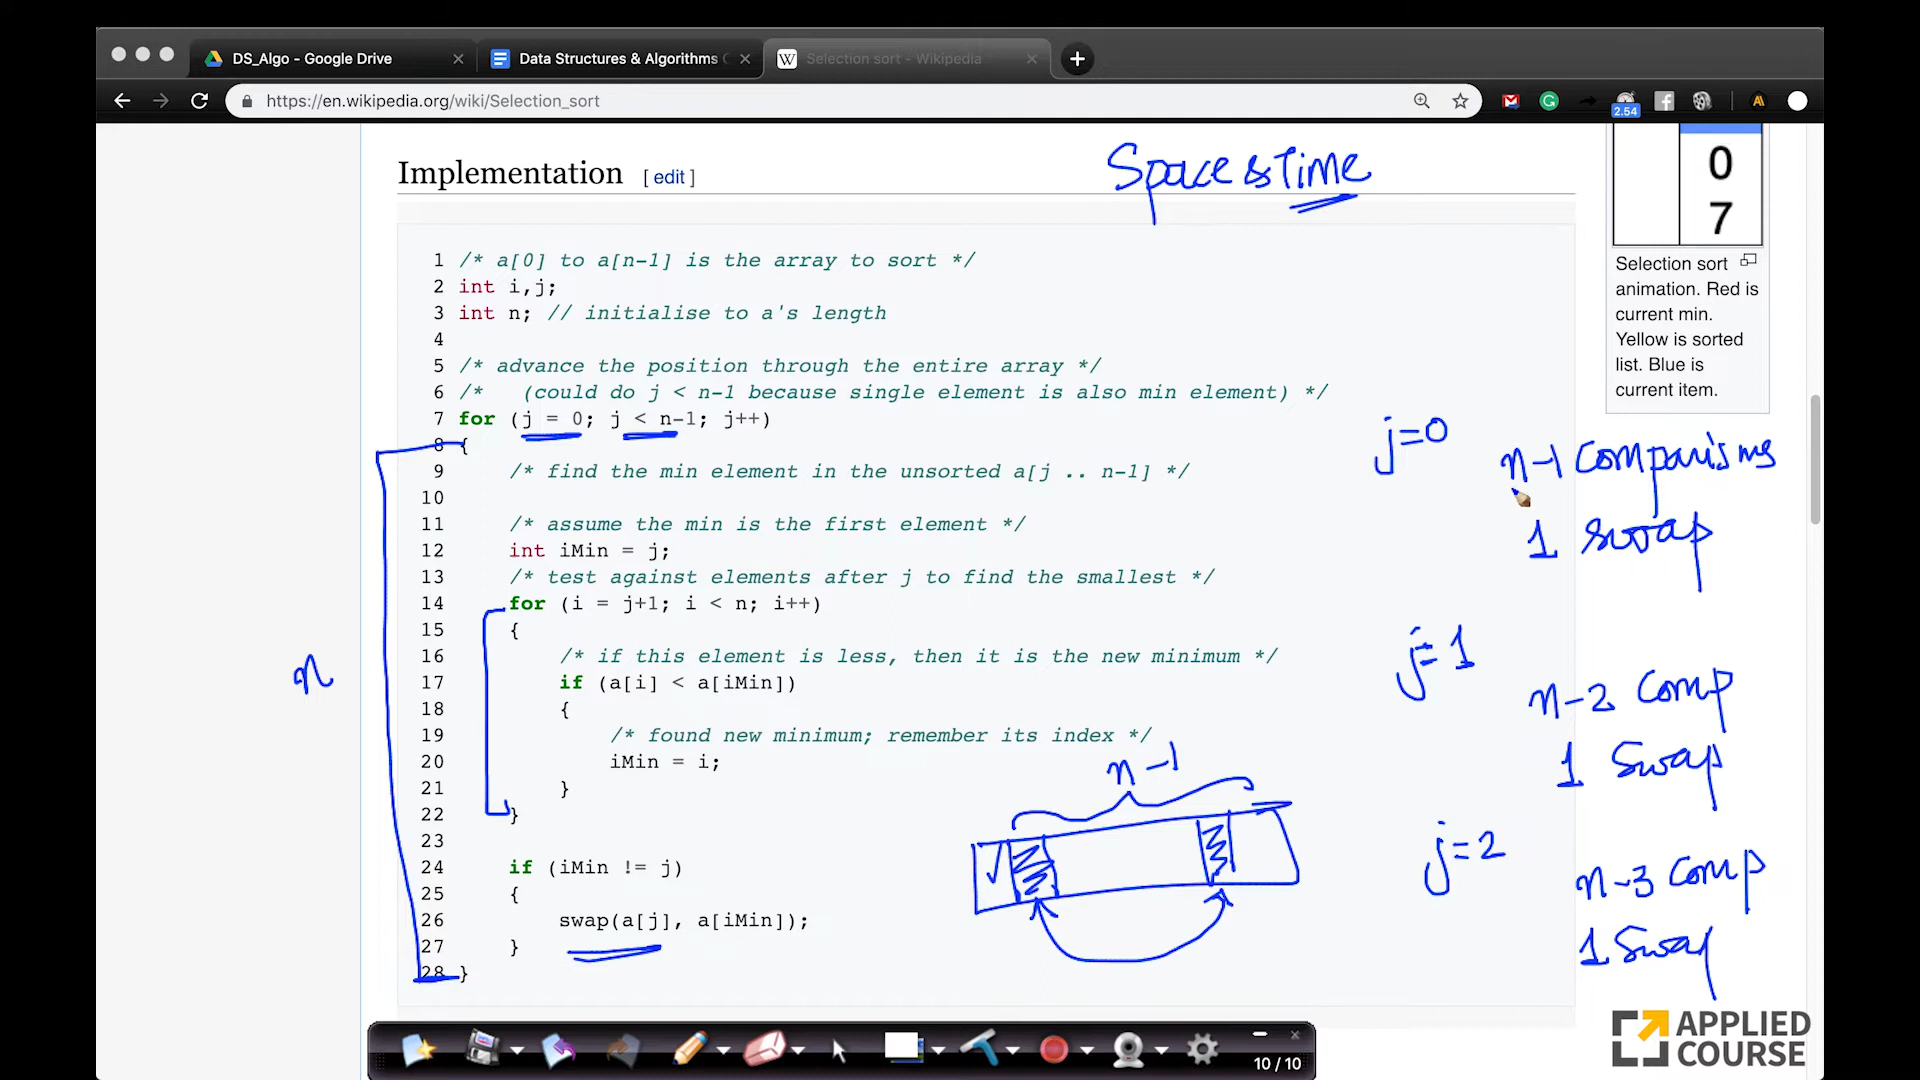 DS_Algo - Google Drive
Data Structures & Algorithms C
Selection sort - Wikipedia
https://en.wikipedia.org/wiki/Selection_sort
2.54
Implementation [ edit ]
Space & Time
0
7
Selection sort
animation. Red is
current min.
Yellow is sorted
list. Blue is
current item.
1 /* a[0] to a[n-1] is the array to sort */
2 int i,j;
3 int n; // initialise to a's length
4
5 /* advance the position through the entire array */
6 /*   (could do j < n-1 because single element is also min element) */
7 for (j = 0; j < n-1; j++)
8 {
9     /* find the min element in the unsorted a[j .. n-1] */
10
11     /* assume the min is the first element */
12     int iMin = j;
13     /* test against elements after j to find the smallest */
14     for (i = j+1; i < n; i++)
15     {
16         /* if this element is less, then it is the new minimum */
17         if (a[i] < a[iMin])
18         {
19             /* found new minimum; remember its index */
20             iMin = i;
21         }
22     }
23
24     if (iMin != j)
25     {
26         swap(a[j], a[iMin]);
27     }
28 }
n
n-1
j=0
n-1 Comparisms
1 swap
j=1
n-2 Comp
1 Swap
j=2
n-3 Comp
1 Swap
10 / 10
APPLIED
COURSE